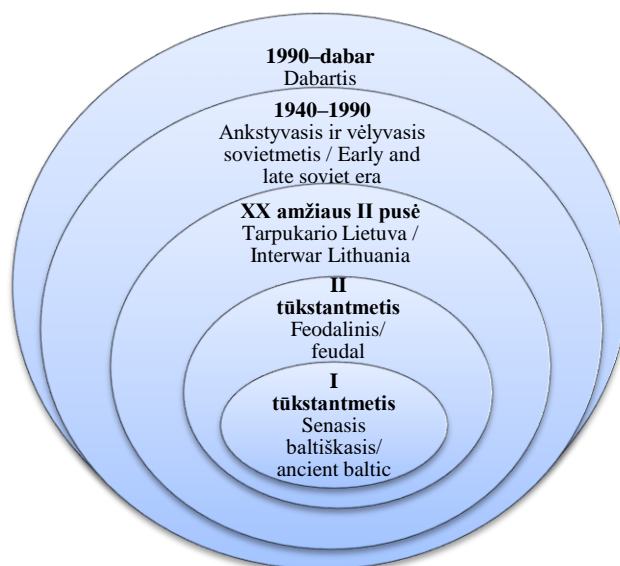 1990–dabar
Dabartis
1940–1990
Ankstyvasis ir vėlyvasis
sovietmetis / Early and
late soviet era
XX amžiaus II pusė
Tarpukario Lietuva /
Interwar Lithuania
II
tūkstantmetis
Feodalinis/
feudal
I
tūkstantmetis
Senasis
baltiškasis/
ancient baltic